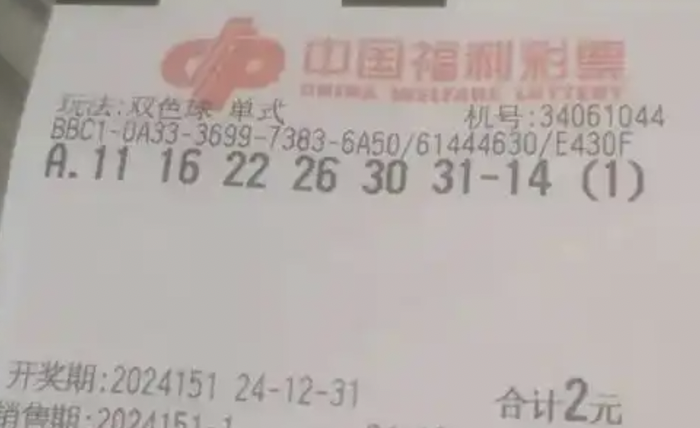 中国福利彩票
CHINA WELFARE LOTTERY
玩法:双色球 单式 机号:34061044
BBC1-0A33-3699-7383-6A50/61444630/E430F
A.11 16 22 26 30 31-14 (1)
开奖期:2024151 24-12-31 合计2元
销售期:2024151-1